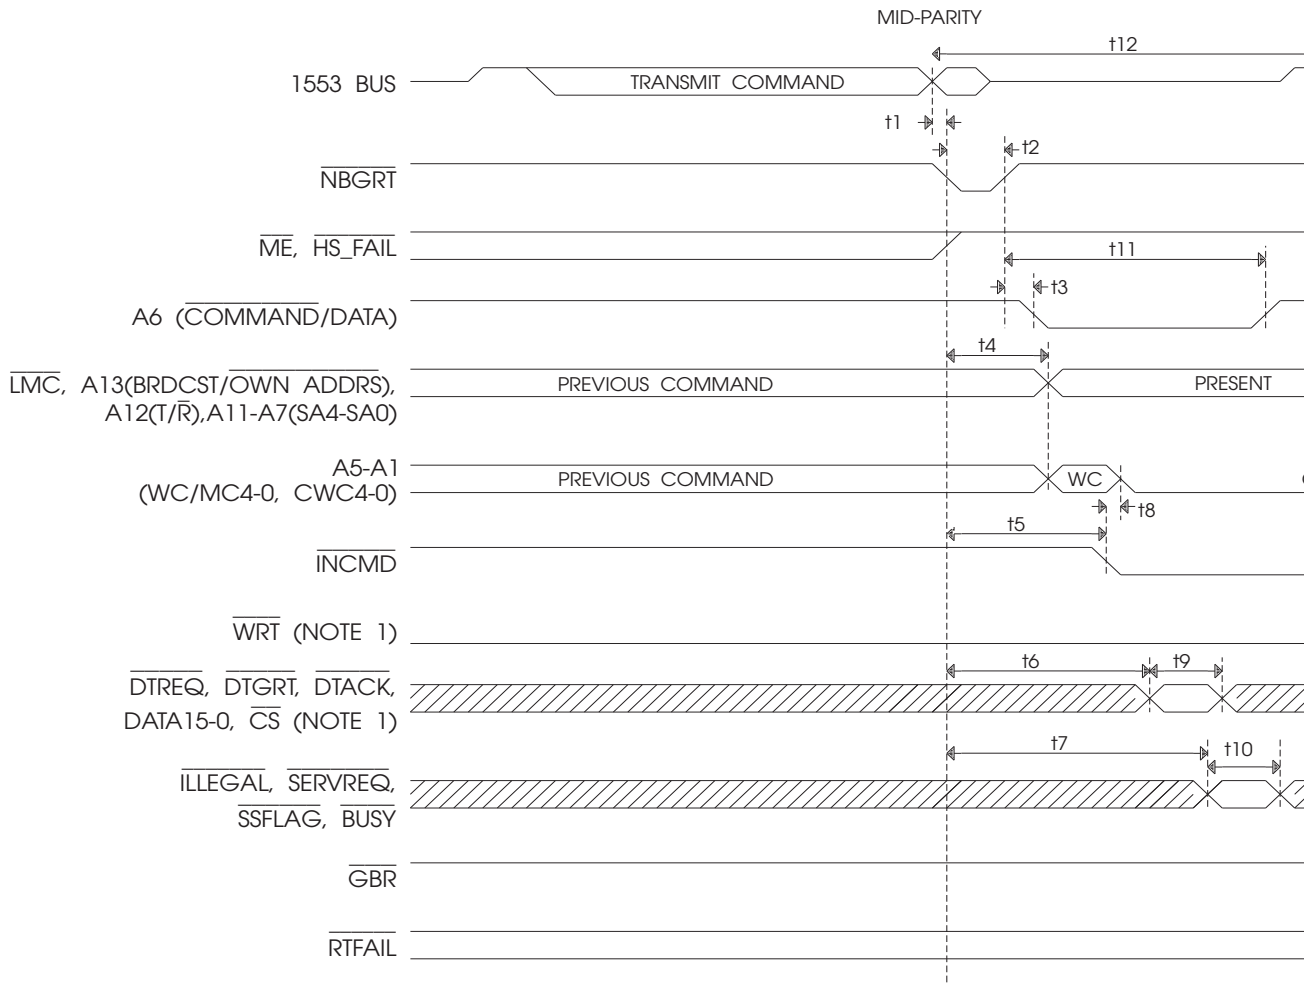 MID-PARITY
t12
1553 BUS
TRANSMIT COMMAND
t1
t2
NBGRT
ME, HS_FAIL
t11
t3
A6 (COMMAND/DATA)
t4
LMC, A13(BRDCST/OWN ADDRS),
A12(T/R),A11-A7(SA4-SA0)
PREVIOUS COMMAND
PRESENT
A5-A1
(WC/MC4-0, CWC4-0)
PREVIOUS COMMAND
WC
t8
t5
INCMD
WRT (NOTE 1)
t6
t9
DTREQ, DTGRT, DTACK,
DATA15-0, CS (NOTE 1)
t7
t10
ILLEGAL, SERVREQ,
SSFLAG, BUSY
GBR
RTFAIL